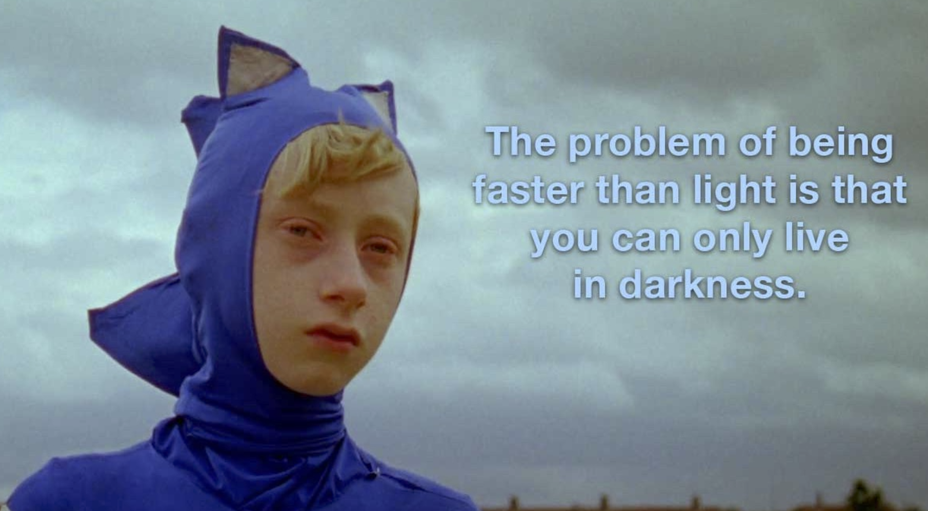 The problem of being
faster than light is that
you can only live
in darkness.